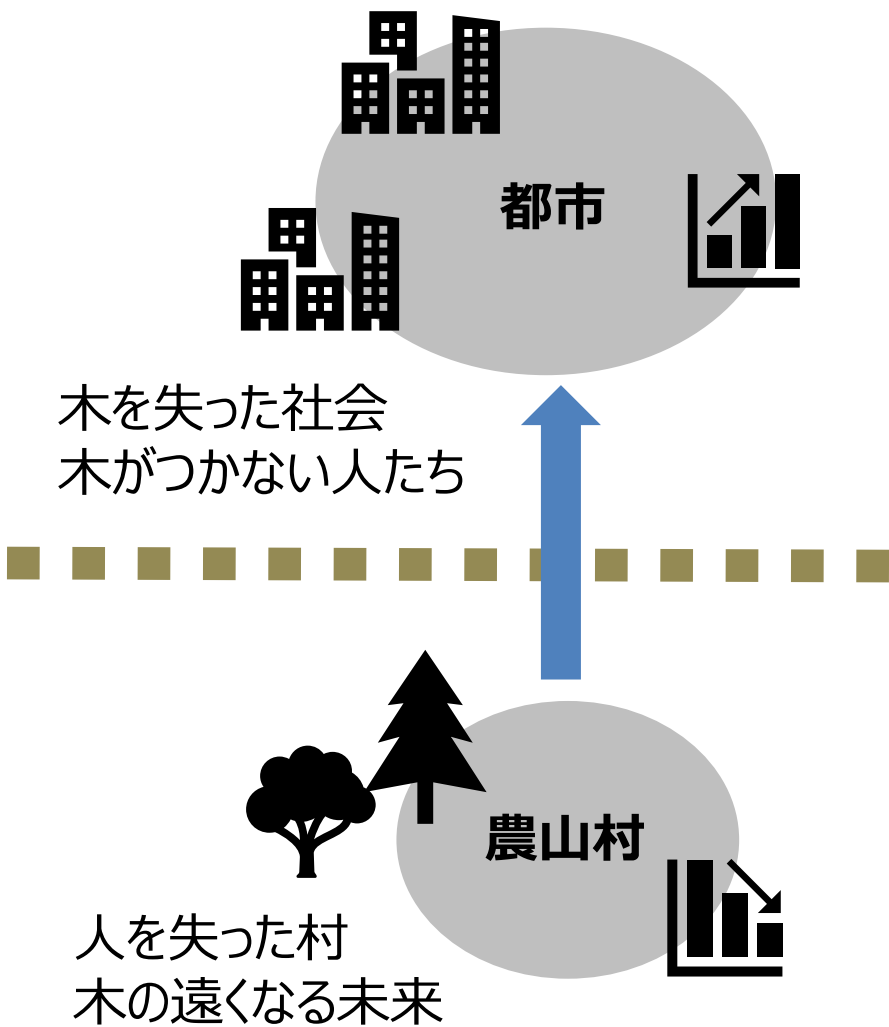 都市
木を失った社会
木がつかない人たち
農山村
人を失った村
木の遠くなる未来